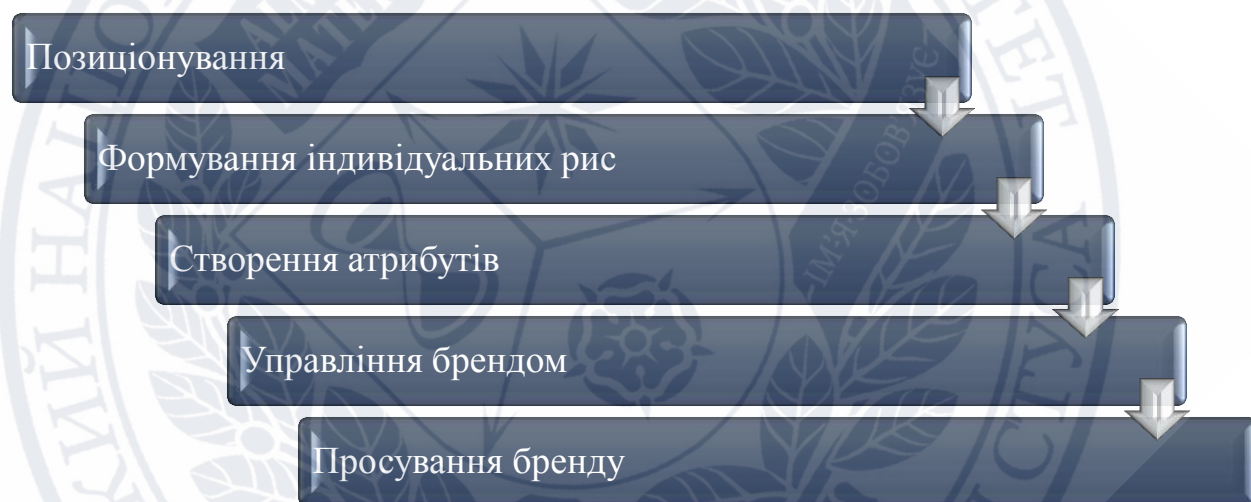 Позиціонування
Формування індивідуальних рис
Створення атрибутів
Управління брендом
Просування бренду